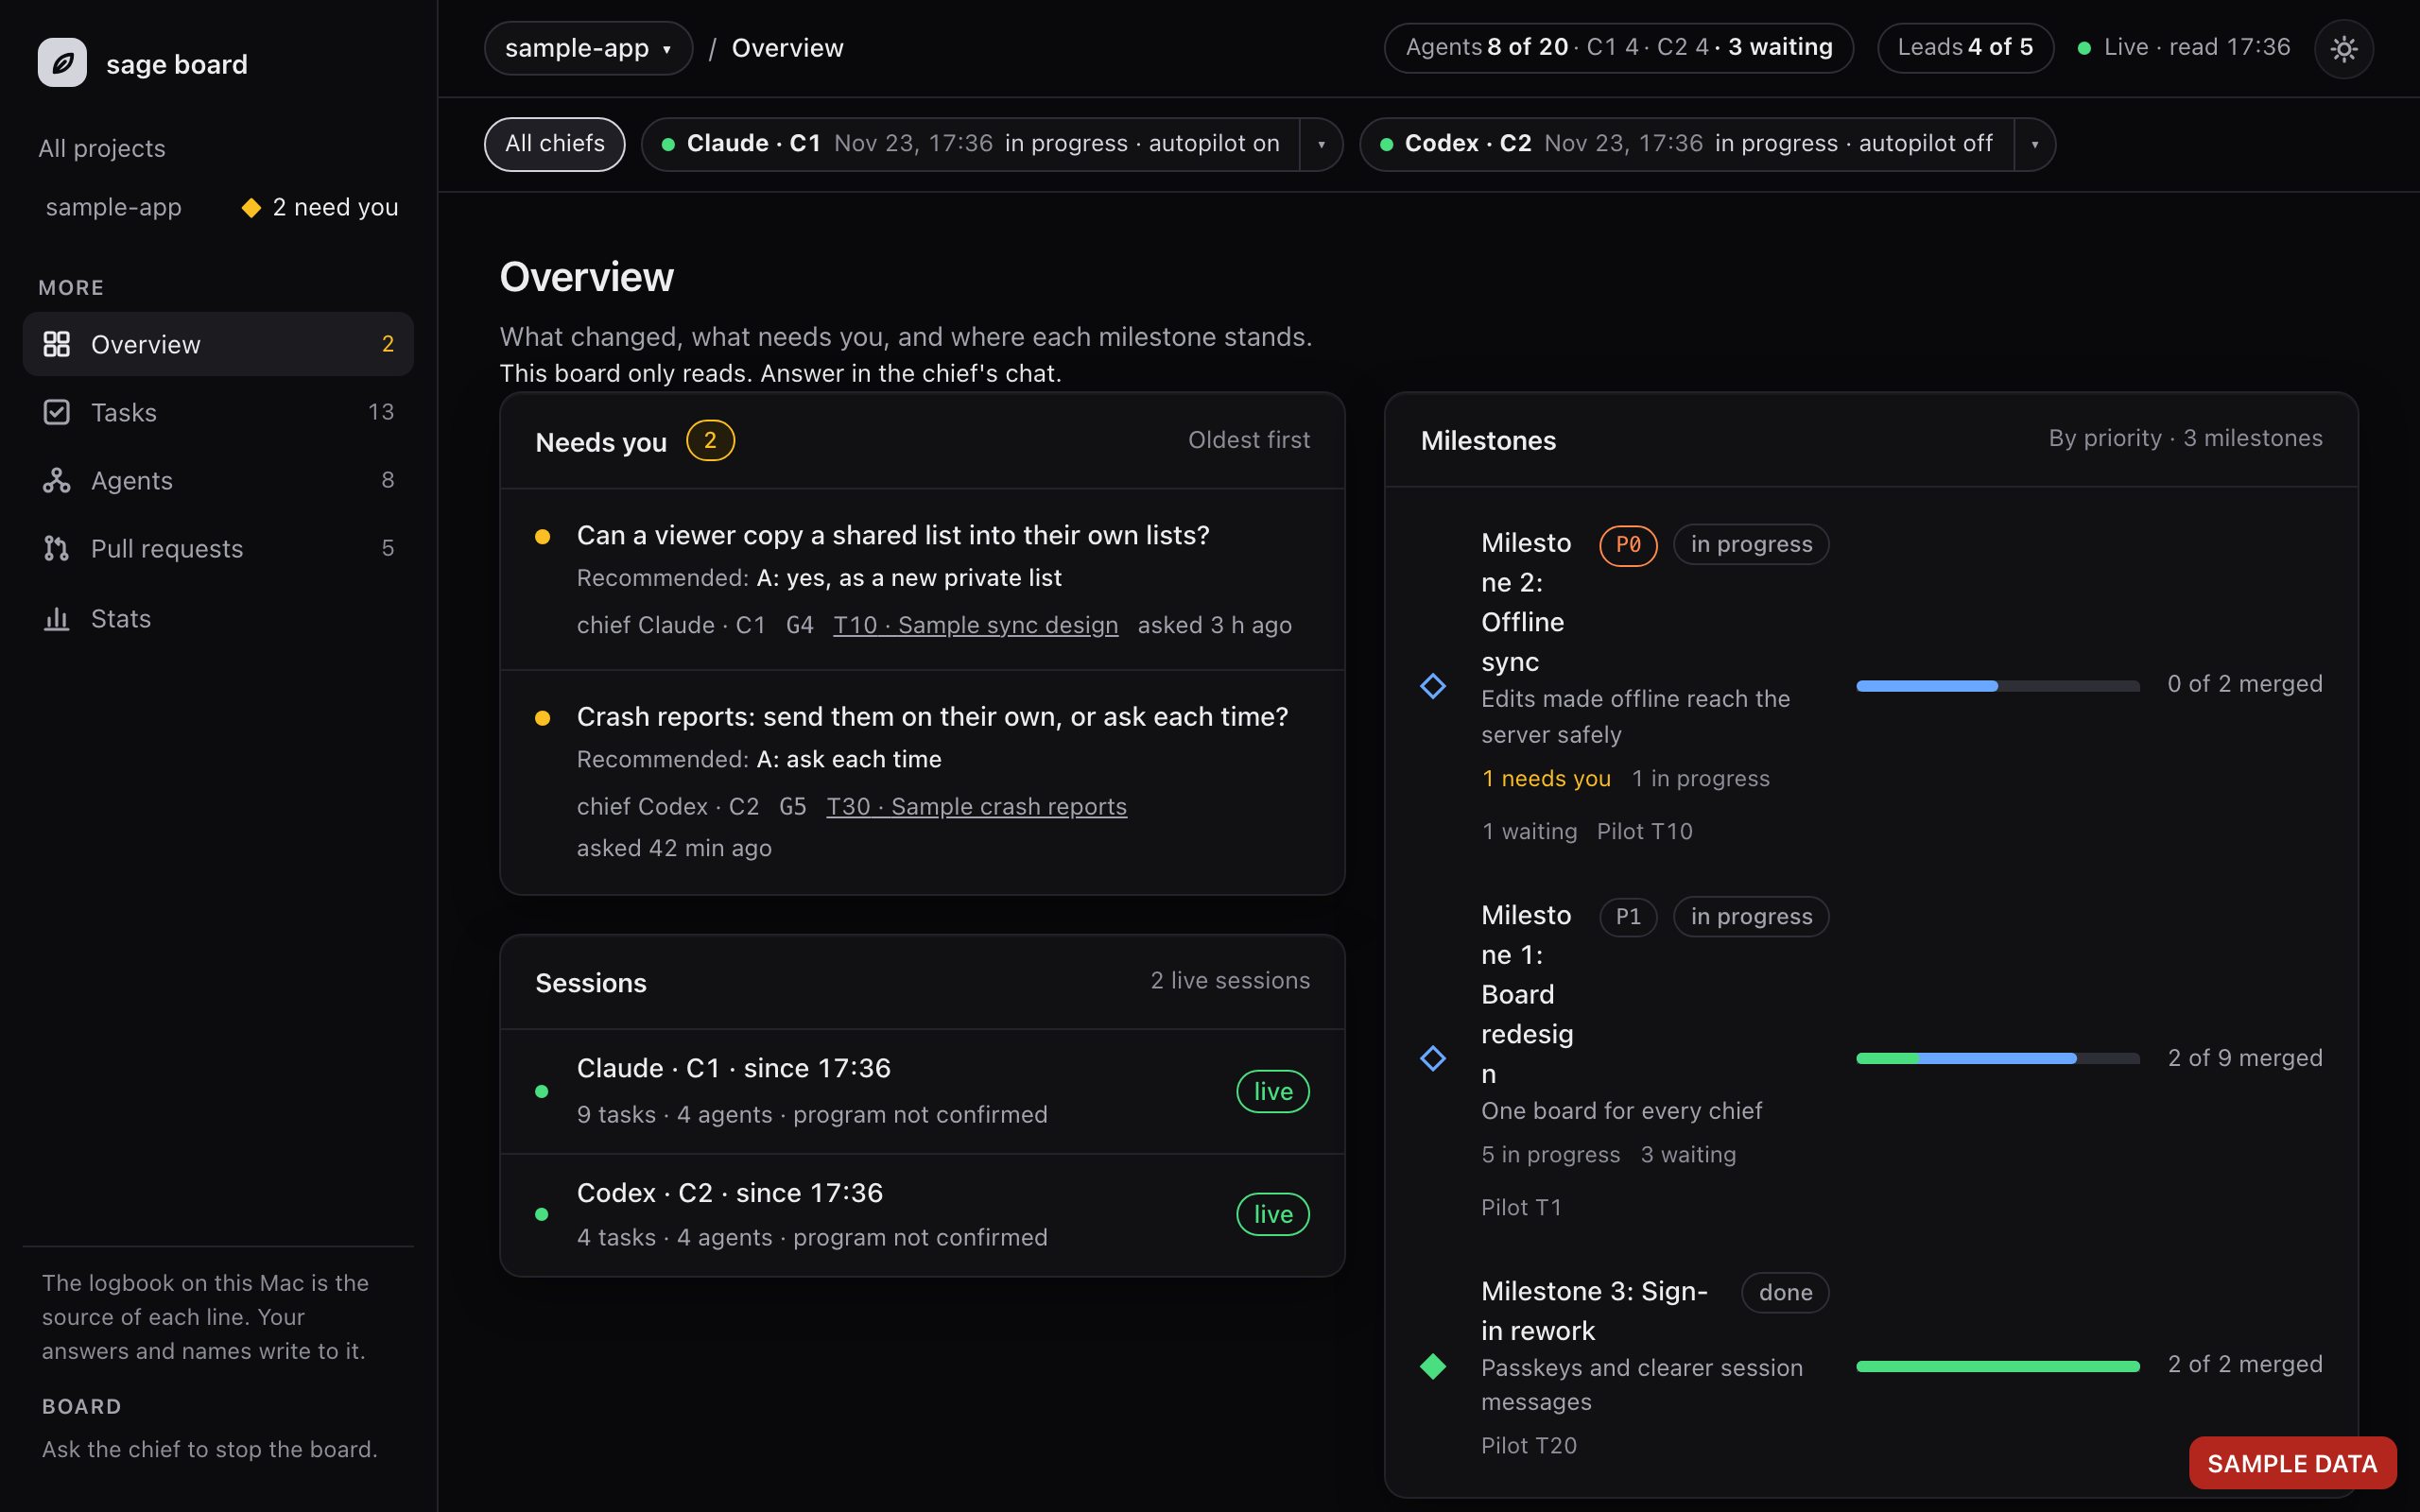 sage board
All projects
sample-app 2 need you
MORE
Overview 2
Tasks 13
Agents 8
Pull requests 5
Stats
The logbook on this Mac is the
source of each line. Your
answers and names write to it.
BOARD
Ask the chief to stop the board.
sample-app ▾ / Overview
Agents 8 of 20 · C1 4 · C2 4 · 3 waiting
Leads 4 of 5
Live · read 17:36
All chiefs
Claude · C1 Nov 23, 17:36 in progress · autopilot on ▾
Codex · C2 Nov 23, 17:36 in progress · autopilot off ▾
Overview
What changed, what needs you, and where each milestone stands.
This board only reads. Answer in the chief's chat.
Needs you 2 Oldest first
Can a viewer copy a shared list into their own lists?
Recommended: A: yes, as a new private list
chief Claude · C1 G4 T10 · Sample sync design asked 3 h ago
Crash reports: send them on their own, or ask each time?
Recommended: A: ask each time
chief Codex · C2 G5 T30 · Sample crash reports
asked 42 min ago
Sessions 2 live sessions
Claude · C1 · since 17:36
9 tasks · 4 agents · program not confirmed
live
Codex · C2 · since 17:36
4 tasks · 4 agents · program not confirmed
live
Milestones By priority · 3 milestones
Milesto P0 in progress
ne 2:
Offline
sync
Edits made offline reach the
server safely
1 needs you 1 in progress
1 waiting Pilot T10
0 of 2 merged
Milesto P1 in progress
ne 1:
Board
redesig
n
One board for every chief
5 in progress 3 waiting
Pilot T1
2 of 9 merged
Milestone 3: Sign- done
in rework
Passkeys and clearer session
messages
Pilot T20
2 of 2 merged
SAMPLE DATA